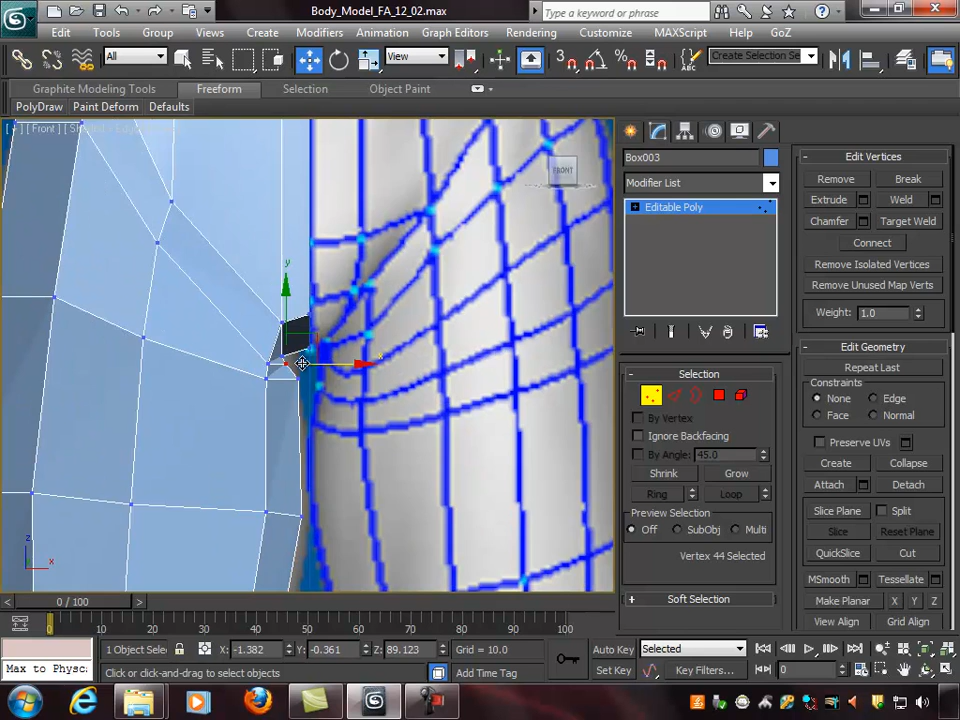 Body_Model_FA_12_02.max
Type a keyword or phrase
Edit Tools Group Views Create Modifiers Animation Graph Editors Rendering Customize MAXScript Help GoZ
All View Create Selection Se
Graphite Modeling Tools Freeform Selection Object Paint
PolyDraw Paint Deform Defaults
[ + ] [ Front ]
FRONT
y
x
z
x
Box003
Modifier List
Editable Poly
Selection
By Vertex
Ignore Backfacing
By Angle: 45.0
Shrink Grow
Ring Loop
Preview Selection
Off SubObj Multi
Vertex 44 Selected
Soft Selection
Edit Vertices
Remove Break
Extrude Weld
Chamfer Target Weld
Connect
Remove Isolated Vertices
Remove Unused Map Verts
Weight: 1.0
Edit Geometry
Repeat Last
Constraints
None Edge
Face Normal
Preserve UVs
Create Collapse
Attach Detach
Slice Plane Split
Slice Reset Plane
QuickSlice Cut
MSmooth Tessellate
Make Planar X Y Z
View Align Grid Align
0 / 100
0 10 20 30 40 50 60 70 80 90 100
1 Object Selec X: -1.382 Y: -0.361 Z: 89.123 Grid = 10.0 Auto Key Selected
Max to Physc Click or click-and-drag to select objects Add Time Tag Set Key Key Filters... 0